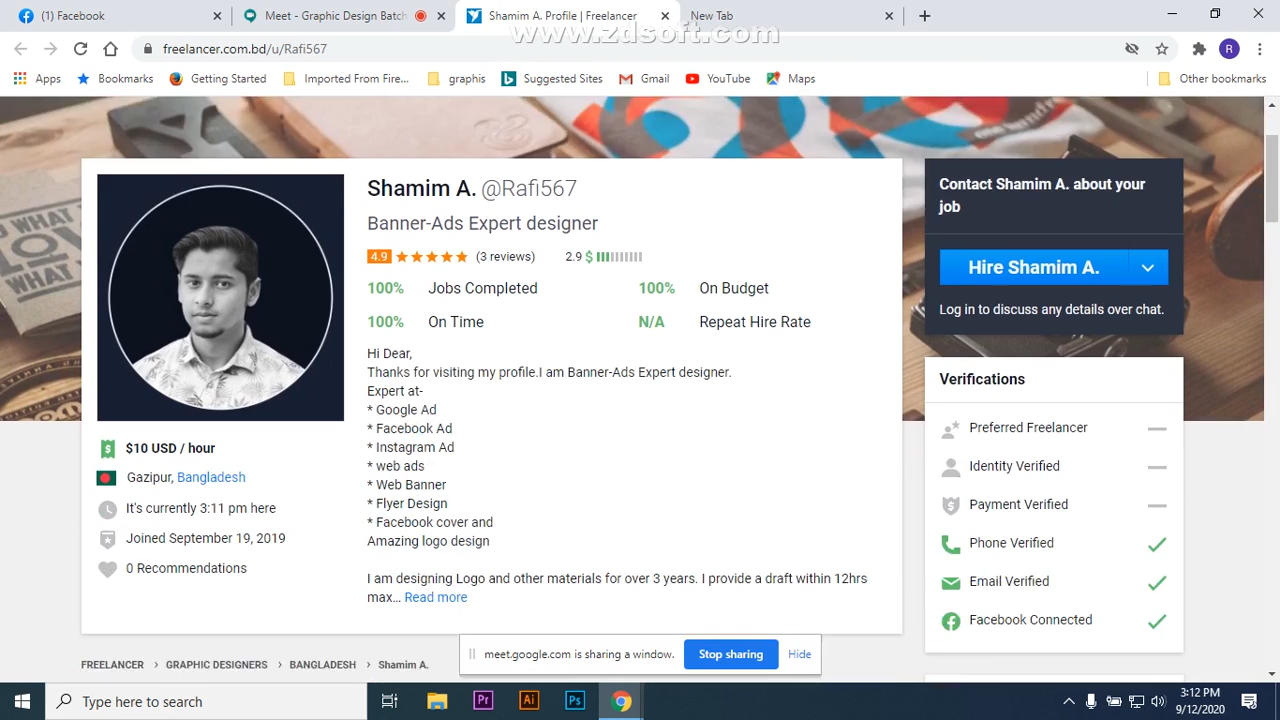 (1) Facebook
Meet - Graphic Design Batch
Shamim A. Profile | Freelancer
New Tab
www.zdsoft.com
freelancer.com.bd/u/Rafi567
R
Apps
Bookmarks
Getting Started
Imported From Fire...
graphis
Suggested Sites
Gmail
YouTube
Maps
Other bookmarks
Shamim A. @Rafi567
Banner-Ads Expert designer
4.9 (3 reviews) 2.9 $
100% Jobs Completed 100% On Budget
100% On Time N/A Repeat Hire Rate
Hi Dear,
Thanks for visiting my profile.I am Banner-Ads Expert designer.
Expert at-
* Google Ad
* Facebook Ad
* Instagram Ad
* web ads
* Web Banner
* Flyer Design
* Facebook cover and
Amazing logo design
I am designing Logo and other materials for over 3 years. I provide a draft within 12hrs
max... Read more
$10 USD / hour
Gazipur, Bangladesh
It's currently 3:11 pm here
Joined September 19, 2019
0 Recommendations
Contact Shamim A. about your
job
Hire Shamim A.
Log in to discuss any details over chat.
Verifications
Preferred Freelancer
Identity Verified
Payment Verified
Phone Verified
Email Verified
Facebook Connected
FREELANCER > GRAPHIC DESIGNERS > BANGLADESH > Shamim A.
meet.google.com is sharing a window. Stop sharing Hide
Type here to search
Pr
Ai
Ps
3:12 PM
9/12/2020